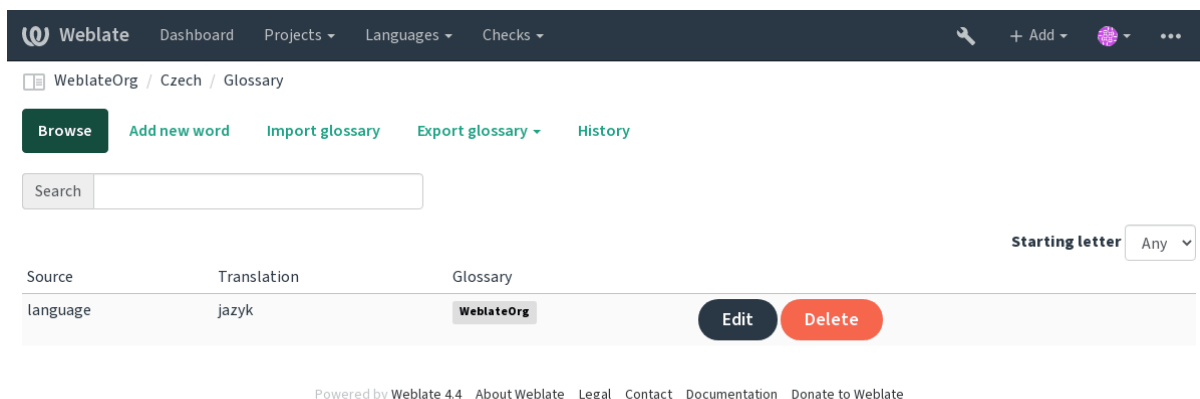 Weblate Dashboard Projects Languages Checks + Add
WeblateOrg / Czech / Glossary
Browse Add new word Import glossary Export glossary History
Search
Starting letter Any
Source Translation Glossary
language jazyk WeblateOrg Edit Delete
Powered by Weblate 4.4 About Weblate Legal Contact Documentation Donate to Weblate